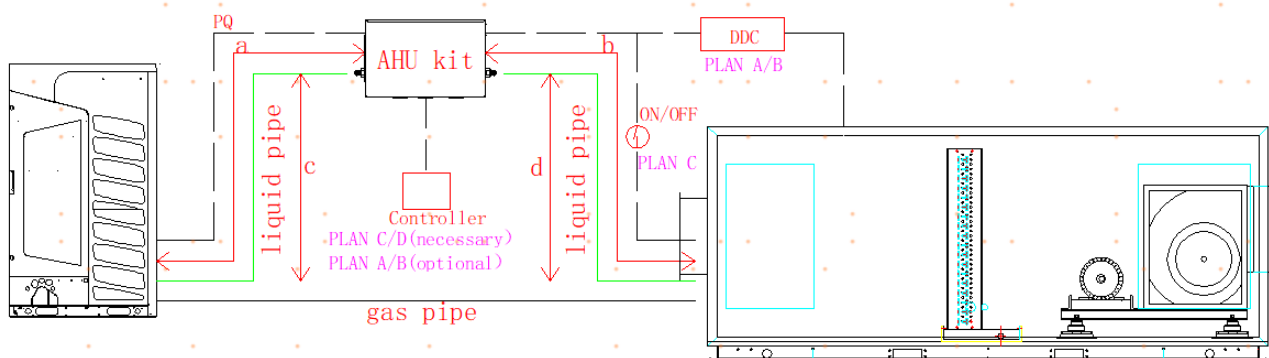 PQ
a
AHU kit
b
DDC
PLAN A/B
ON/OFF
PLAN C
liquid pipe
c
d
liquid pipe
Controller
PLAN C/D(necessary)
PLAN A/B(optional)
gas pipe